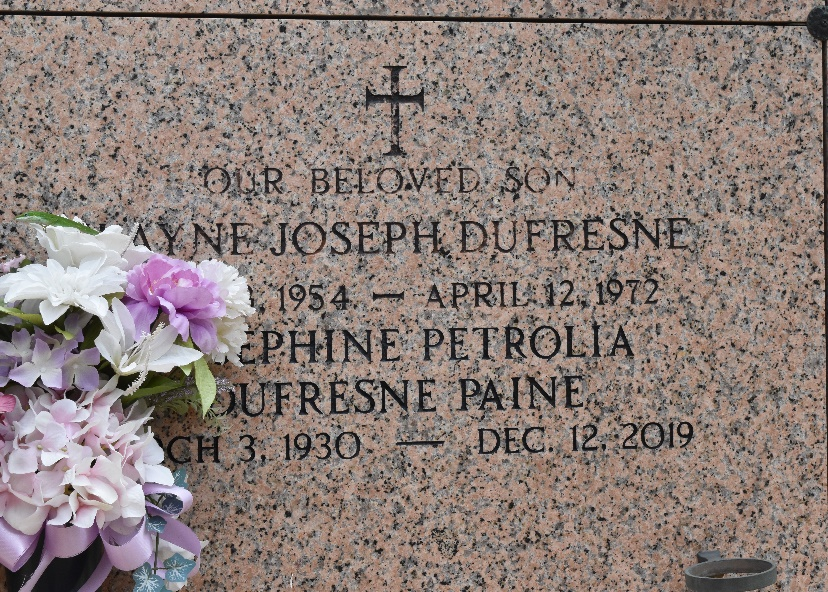 OUR BELOVED SON
AYNE JOSEPH DUFRESNE
1954 — APRIL 12, 1972
EPHINE PETROLIA
DUFRESNE PAINE
CH 3, 1930 — DEC. 12, 2019